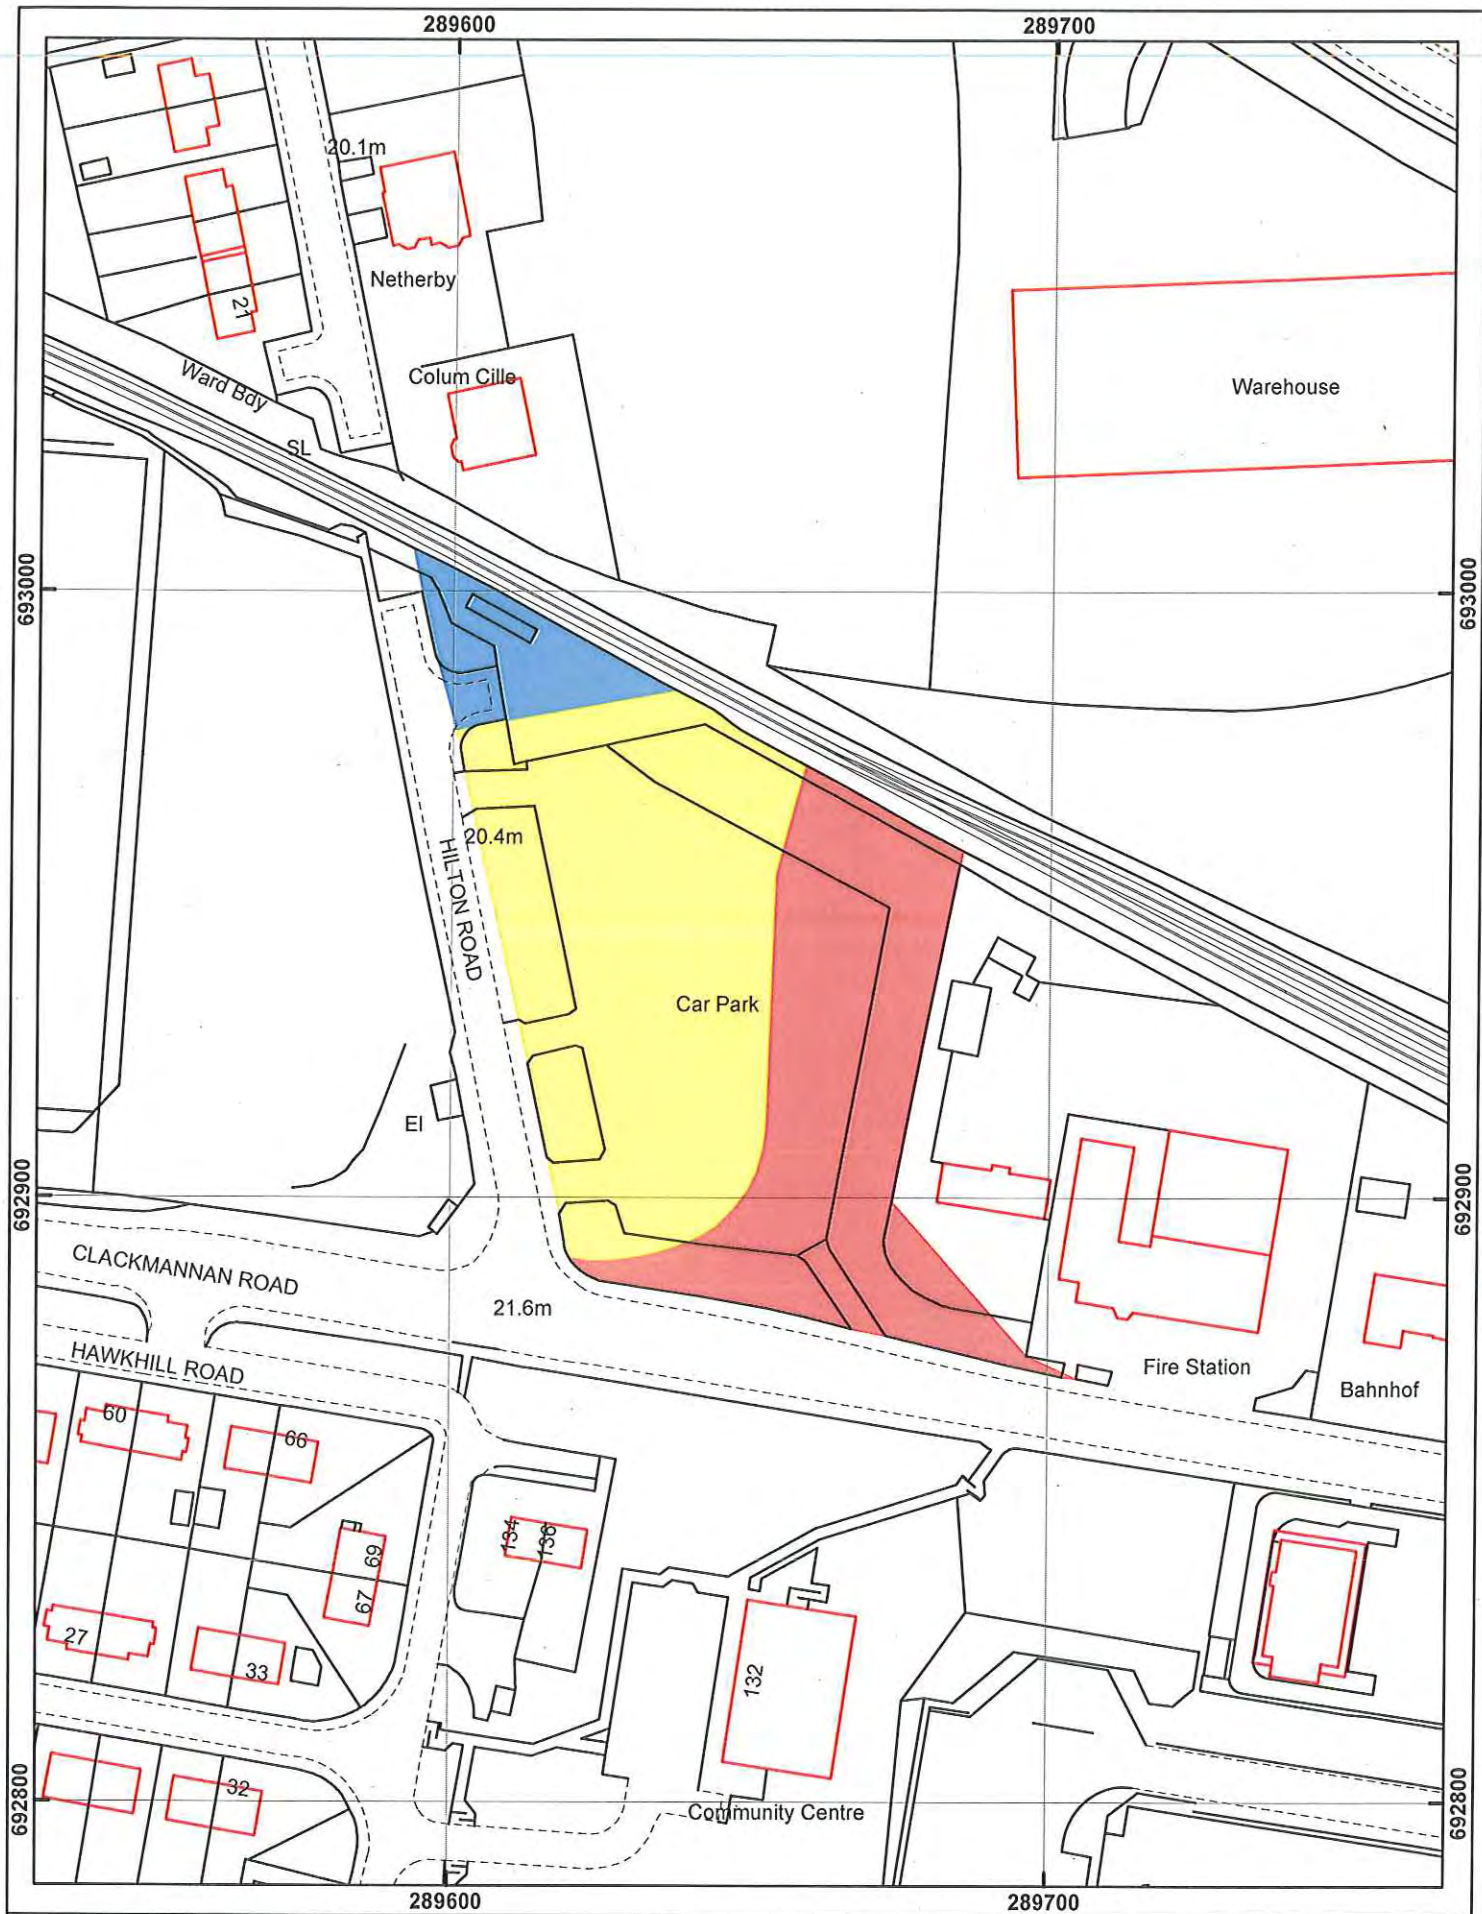 289600
289700
20.1m
Netherby
21
Colum Cille
Ward Bdy
Warehouse
SL
693000
693000
20.4m
HILTON ROAD
Car Park
El
692900
692900
CLACKMANNAN ROAD
21.6m
HAWKHILL ROAD
Fire Station
Bahnhof
60
66
134
136
69
67
27
33
132
32
692800
692800
Community Centre
289600
289700